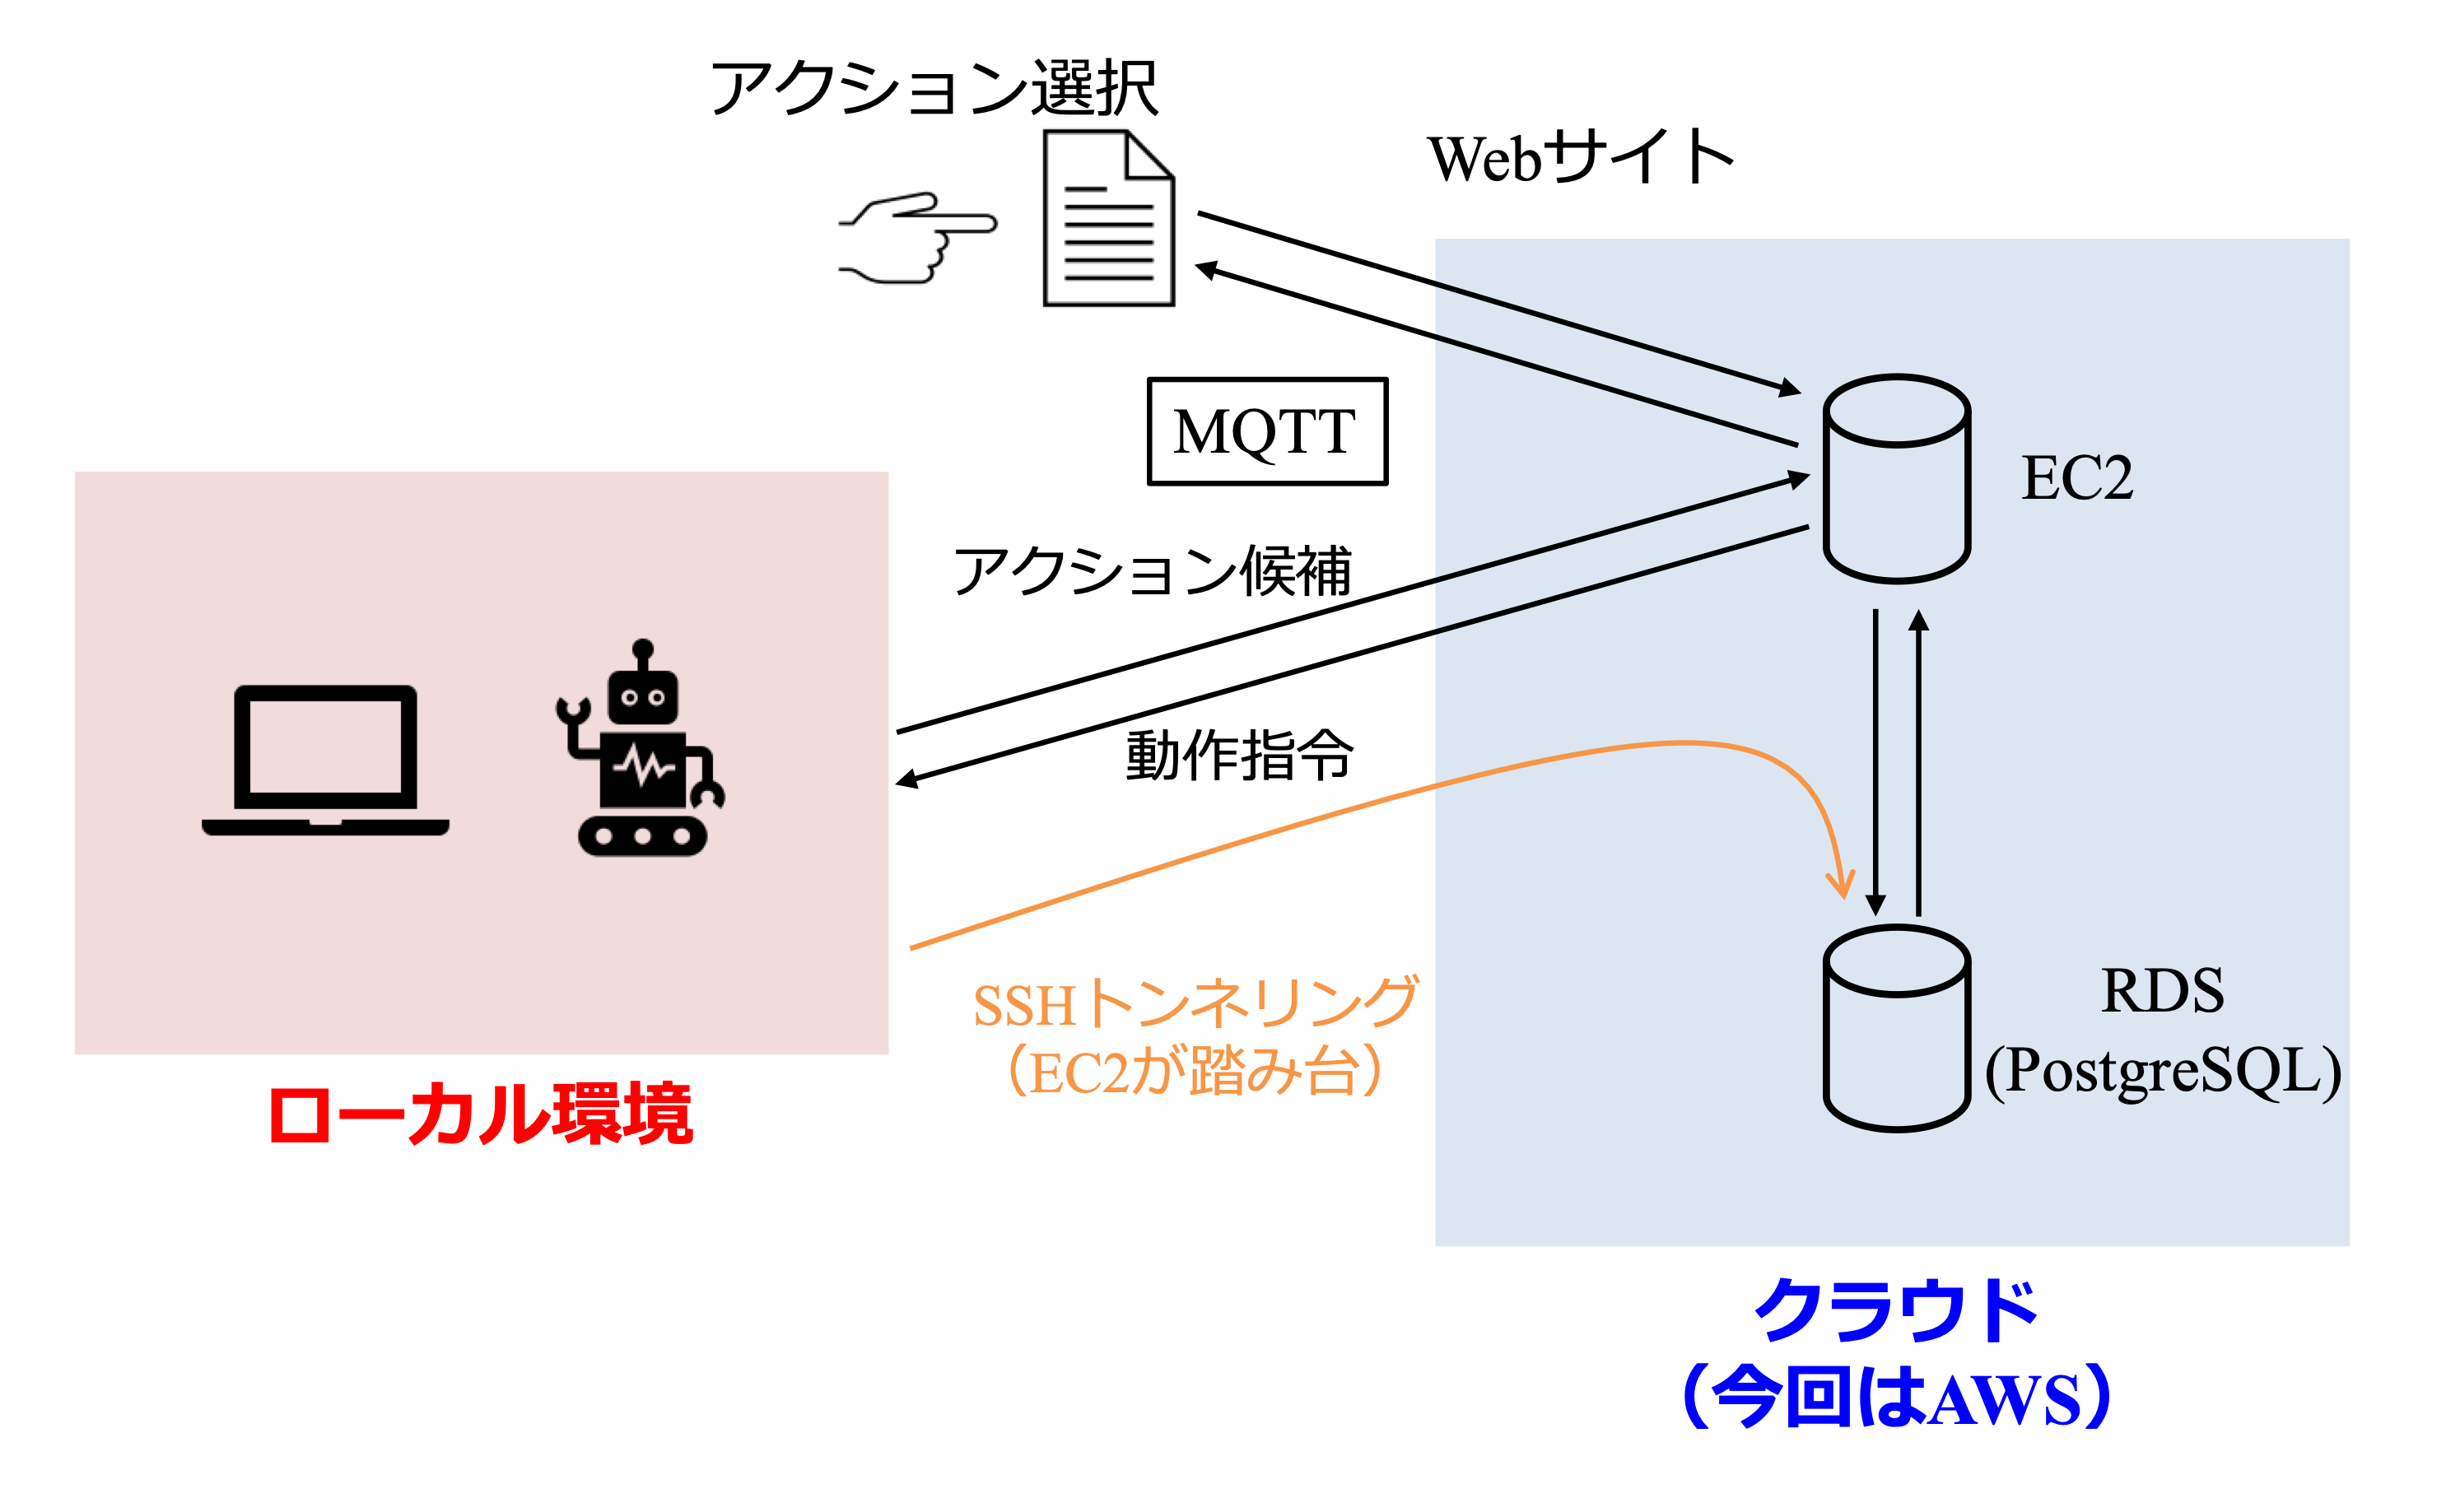 アクション選択
Webサイト
MQTT
EC2
アクション候補
動作指令
SSHトンネリング
（EC2が踏み台）
RDS
(PostgreSQL)
ローカル環境
クラウド
（今回はAWS）